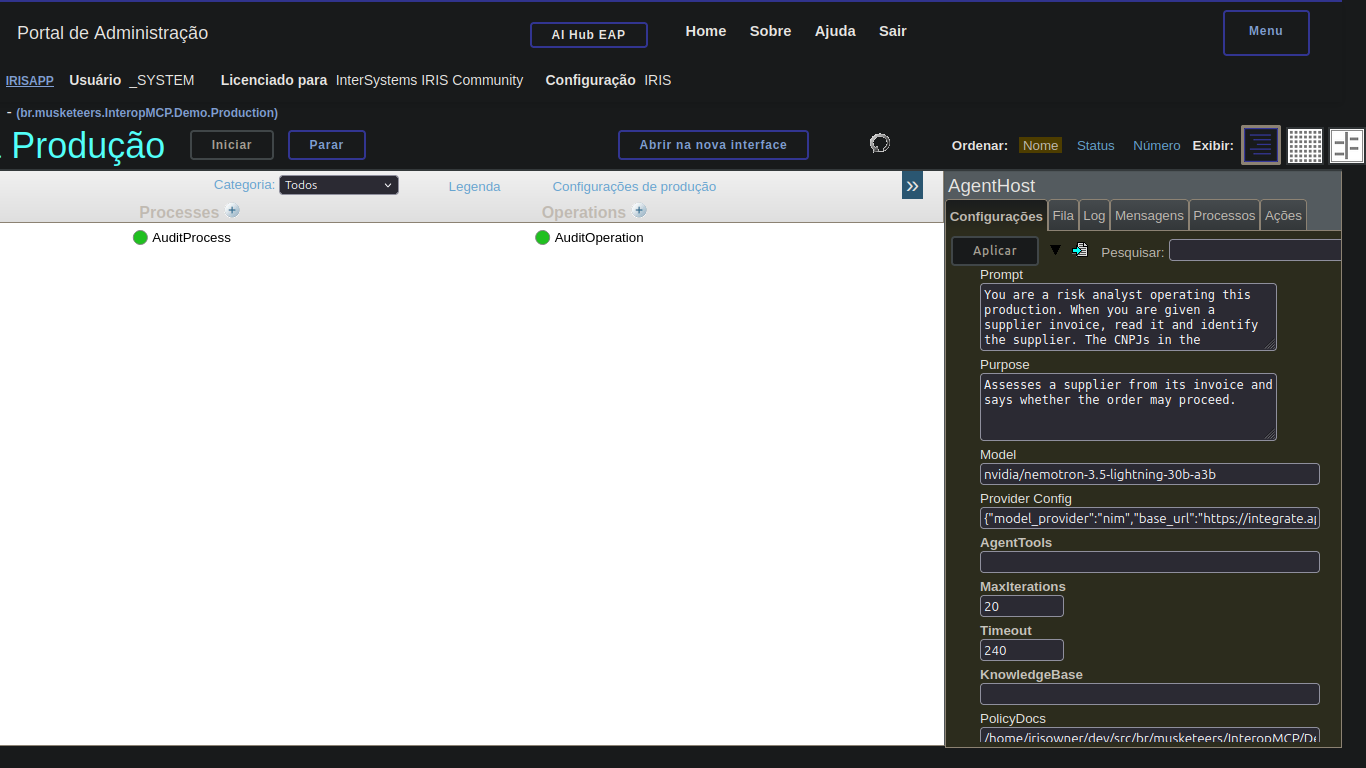 Portal de Administração
AI Hub EAP
Home
Sobre
Ajuda
Sair
Menu
IRISAPP Usuário _SYSTEM Licenciado para InterSystems IRIS Community Configuração IRIS
- (br.musketeers.InteropMCP.Demo.Production)
Produção
Iniciar
Parar
Abrir na nova interface
Ordenar: Nome Status Número Exibir:
Categoria: Todos
Legenda
Configurações de produção
»
Processes +
Operations +
AuditProcess
AuditOperation
AgentHost
Configurações Fila Log Mensagens Processos Ações
Aplicar
Pesquisar:
Prompt
You are a risk analyst operating this
production. When you are given a
supplier invoice, read it and identify
the supplier. The CNPJs in the
Purpose
Assesses a supplier from its invoice and
says whether the order may proceed.
Model
nvidia/nemotron-3.5-lightning-30b-a3b
Provider Config
{"model_provider":"nim","base_url":"https://integrate.ap
AgentTools
MaxIterations
20
Timeout
240
KnowledgeBase
PolicyDocs
/home/irisowner/dev/src/br/musketeers/InteropMCP/De